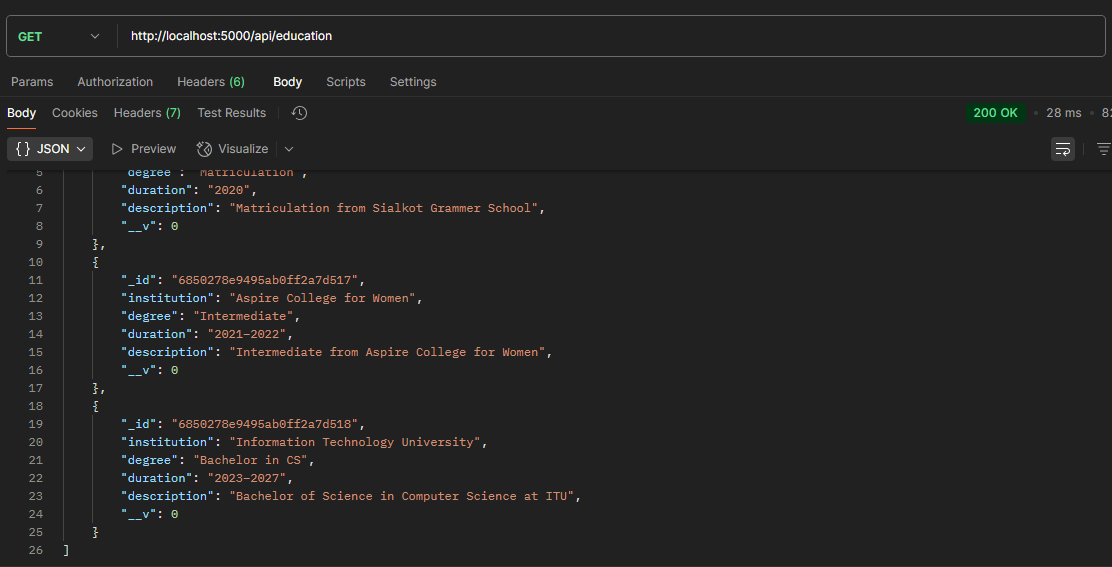 GET http://localhost:5000/api/education
Params Authorization Headers (6) Body Scripts Settings
Body Cookies Headers (7) Test Results 200 OK • 28 ms •
{} JSON Preview Visualize
5 "degree": "Matriculation",
6 "duration": "2020",
7 "description": "Matriculation from Sialkot Grammer School",
8 "__v": 0
9 },
10 {
11 "_id": "6850278e9495ab0ff2a7d517",
12 "institution": "Aspire College for Women",
13 "degree": "Intermediate",
14 "duration": "2021-2022",
15 "description": "Intermediate from Aspire College for Women",
16 "__v": 0
17 },
18 {
19 "_id": "6850278e9495ab0ff2a7d518",
20 "institution": "Information Technology University",
21 "degree": "Bachelor in CS",
22 "duration": "2023-2027",
23 "description": "Bachelor of Science in Computer Science at ITU",
24 "__v": 0
25 }
26 ]